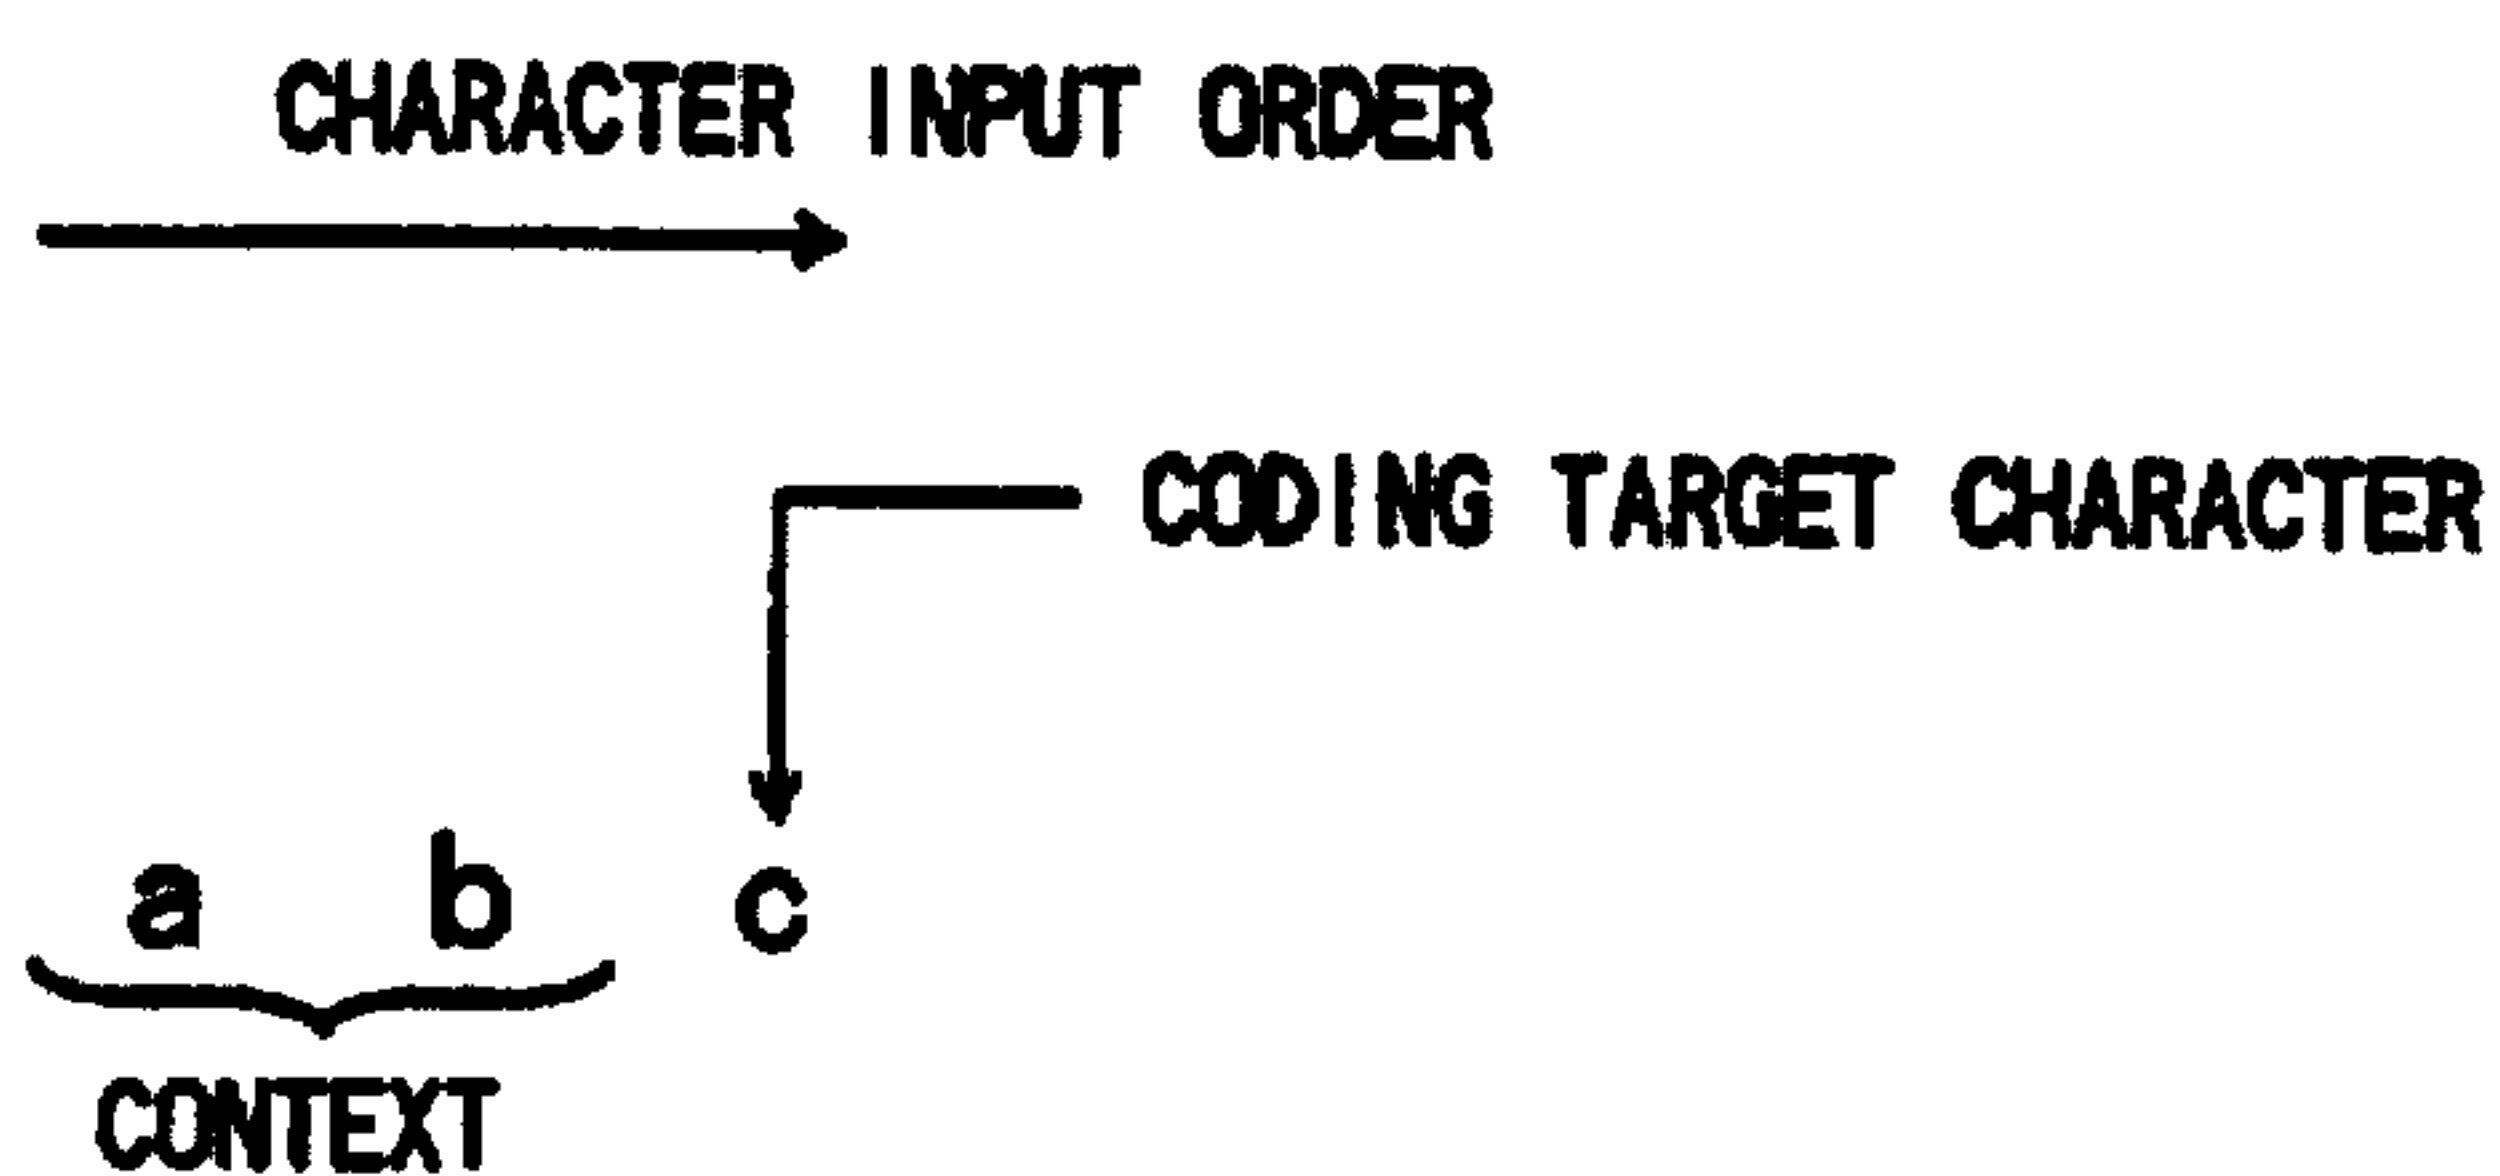 CHARACTER INPUT ORDER
CODING TARGET CHARACTER
a b c
CONTEXT